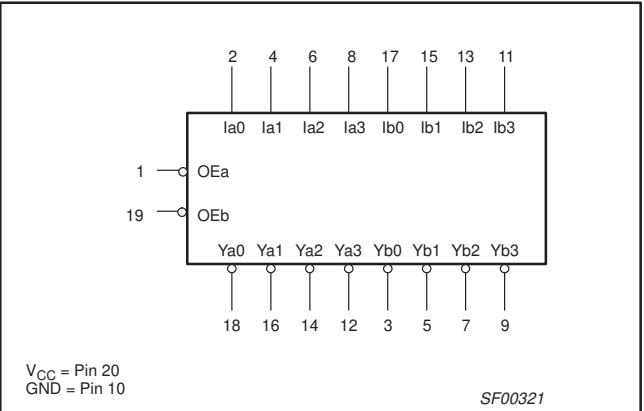 2 4 6 8 17 15 13 11
Ia0 Ia1 Ia2 Ia3 Ib0 Ib1 Ib2 Ib3
1 OEa
19 OEb
Ya0 Ya1 Ya2 Ya3 Yb0 Yb1 Yb2 Yb3
18 16 14 12 3 5 7 9
VCC = Pin 20
GND = Pin 10
SF00321